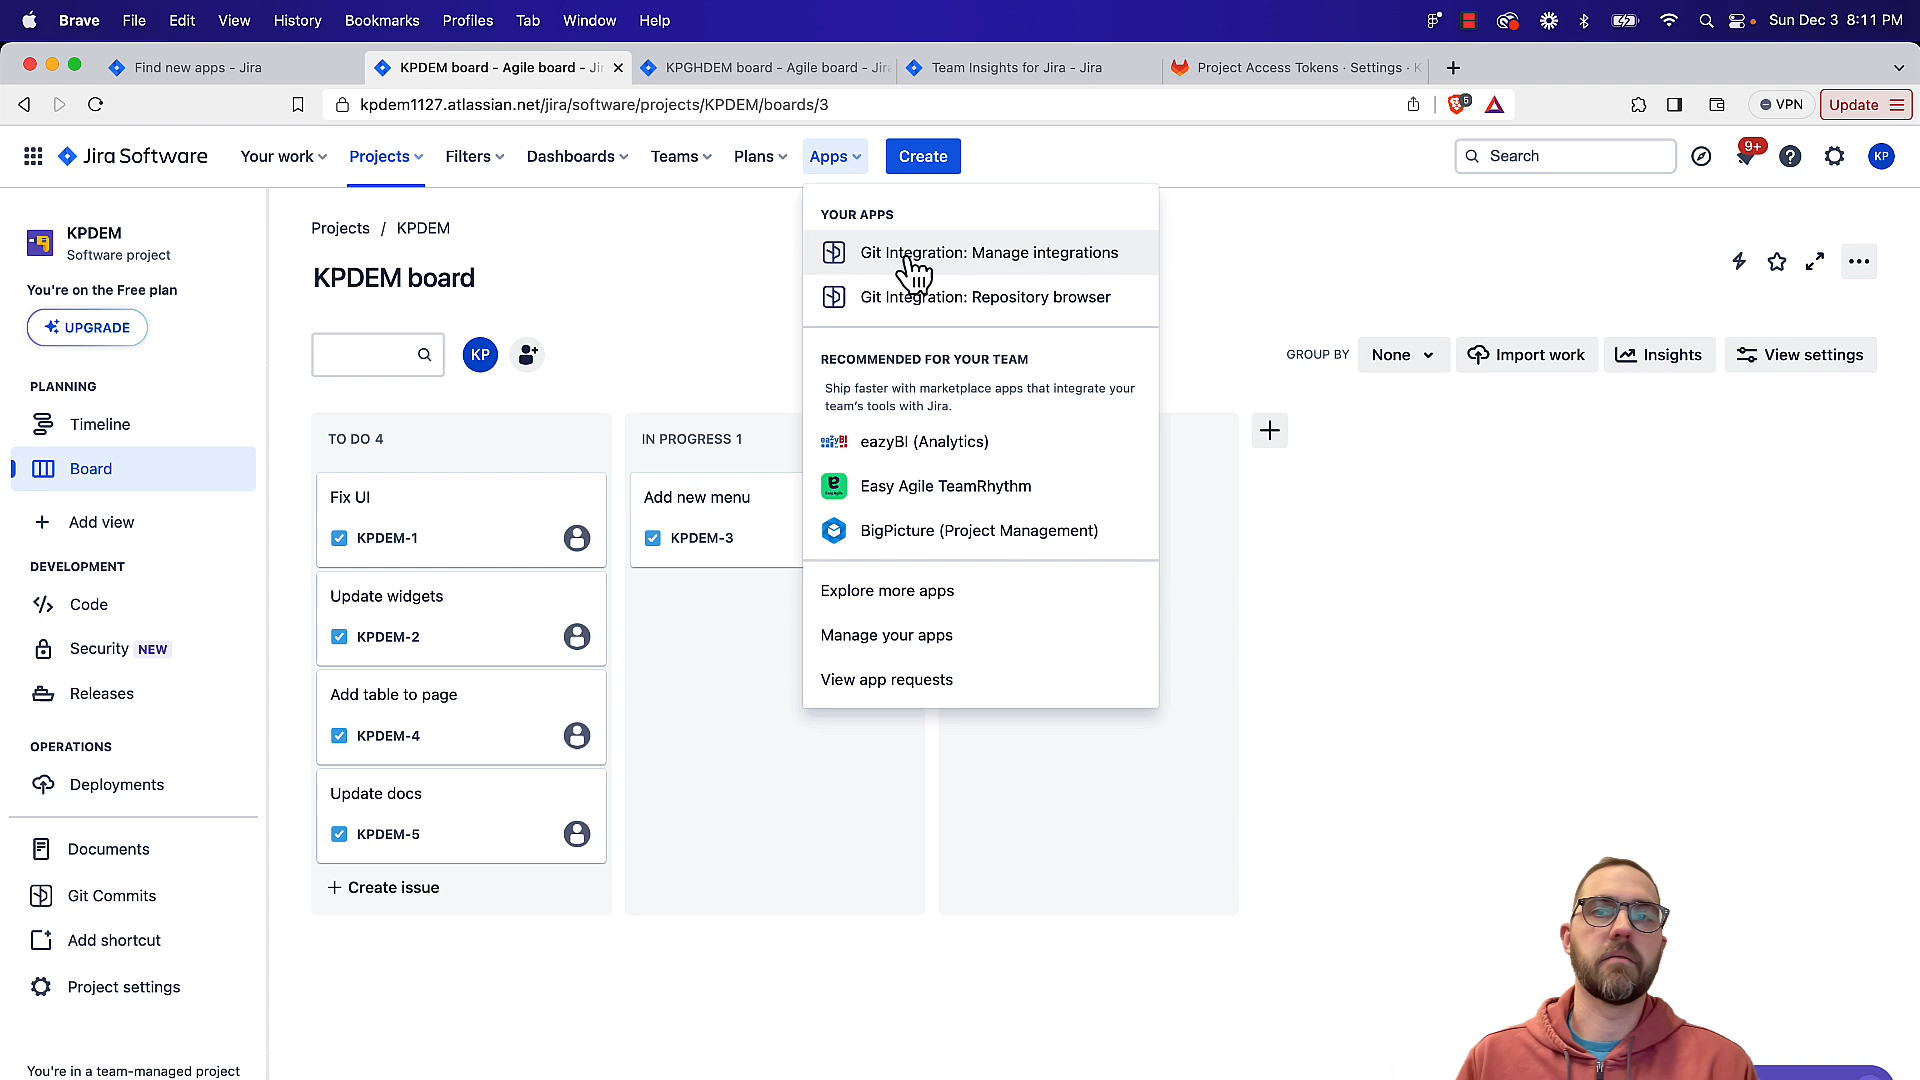 Brave File Edit View History Bookmarks Profiles Tab Window Help
Sun Dec 3 8:11 PM
Find new apps - Jira
KPDEM board - Agile board - Jir
KPGHDEM board - Agile board - Jira
Team Insights for Jira - Jira
Project Access Tokens · Settings · K
kpdem1127.atlassian.net/jira/software/projects/KPDEM/boards/3
5
VPN
Update
Jira Software
Your work
Projects
Filters
Dashboards
Teams
Plans
Apps
Create
Search
9+
KP
KPDEM
Software project
You're on the Free plan
UPGRADE
PLANNING
Timeline
Board
Add view
DEVELOPMENT
Code
Security NEW
Releases
OPERATIONS
Deployments
Documents
Git Commits
Add shortcut
Project settings
You're in a team-managed project
Projects / KPDEM
KPDEM board
KP
GROUP BY
None
Import work
Insights
View settings
TO DO 4
Fix UI
KPDEM-1
Update widgets
KPDEM-2
Add table to page
KPDEM-4
Update docs
KPDEM-5
+ Create issue
IN PROGRESS 1
Add new menu
KPDEM-3
YOUR APPS
Git Integration: Manage integrations
Git Integration: Repository browser
RECOMMENDED FOR YOUR TEAM
Ship faster with marketplace apps that integrate your
team's tools with Jira.
eazyBI eazyBI (Analytics)
Easy Agile Easy Agile TeamRhythm
BigPicture (Project Management)
Explore more apps
Manage your apps
View app requests